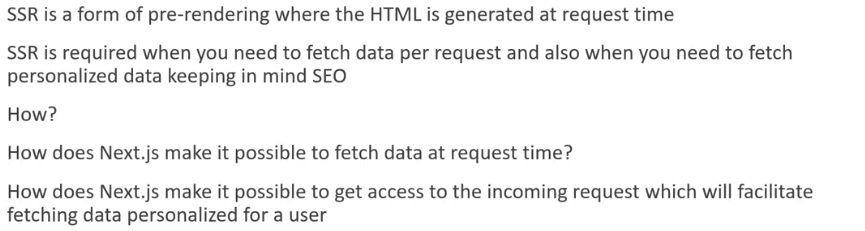 SSR is a form of pre-rendering where the HTML is generated at request time
SSR is required when you need to fetch data per request and also when you need to fetch
personalized data keeping in mind SEO
How?
How does Next.js make it possible to fetch data at request time?
How does Next.js make it possible to get access to the incoming request which will facilitate
fetching data personalized for a user